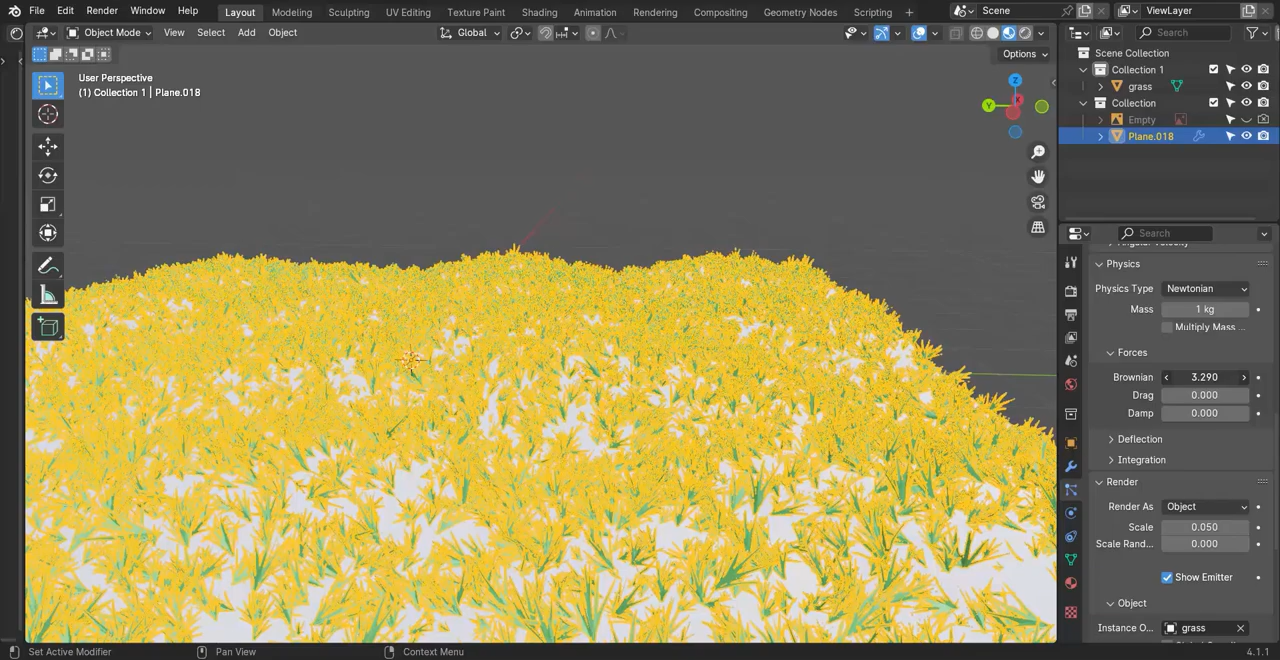 File Edit Render Window Help Layout Modeling Sculpting UV Editing Texture Paint Shading Animation Rendering Compositing Geometry Nodes Scripting + Scene ViewLayer
Object Mode View Select Add Object Global Search
Options
Scene Collection
Collection 1
grass
Collection
Empty
Plane.018
User Perspective
(1) Collection 1 | Plane.018
Z
Y
X
Search
Physics
Physics Type Newtonian
Mass 1 kg
Multiply Mass ...
Forces
Brownian 3.290
Drag 0.000
Damp 0.000
Deflection
Integration
Render
Render As Object
Scale 0.050
Scale Rand... 0.000
Show Emitter
Object
Instance O... grass
Set Active Modifier Pan View Context Menu 4.1.1